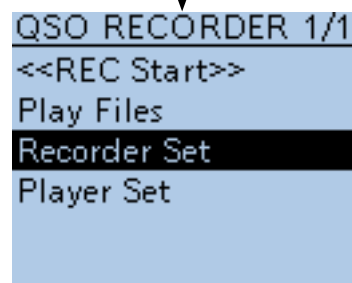 QSO RECORDER 1/1
<<REC Start>>
Play Files
Recorder Set
Player Set